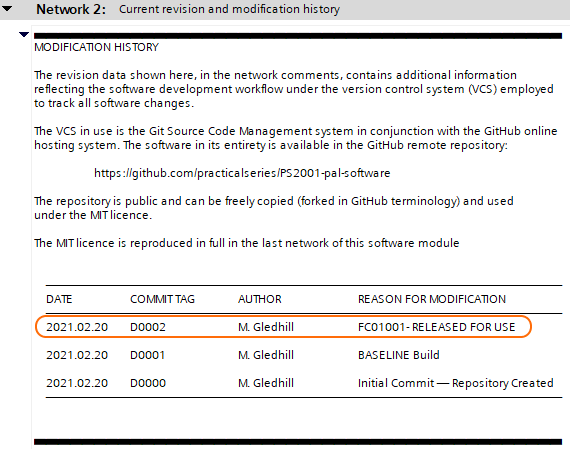 Network 2: Current revision and modification history
MODIFICATION HISTORY
The revision data shown here, in the network comments, contains additional information
reflecting the software development workflow under the version control system (VCS) employed
to track all software changes.
The VCS in use is the Git Source Code Management system in conjunction with the GitHub online
hosting system. The software in its entirety is available in the GitHub remote repository:
https://github.com/practicalseries/PS2001-pal-software
The repository is public and can be freely copied (forked in GitHub terminology) and used
under the MIT licence.
The MIT licence is reproduced in full in the last network of this software module
DATE COMMIT TAG AUTHOR REASON FOR MODIFICATION
2021.02.20 D0002 M. Gledhill FC01001- RELEASED FOR USE
2021.02.20 D0001 M. Gledhill BASELINE Build
2021.02.20 D0000 M. Gledhill Initial Commit — Repository Created